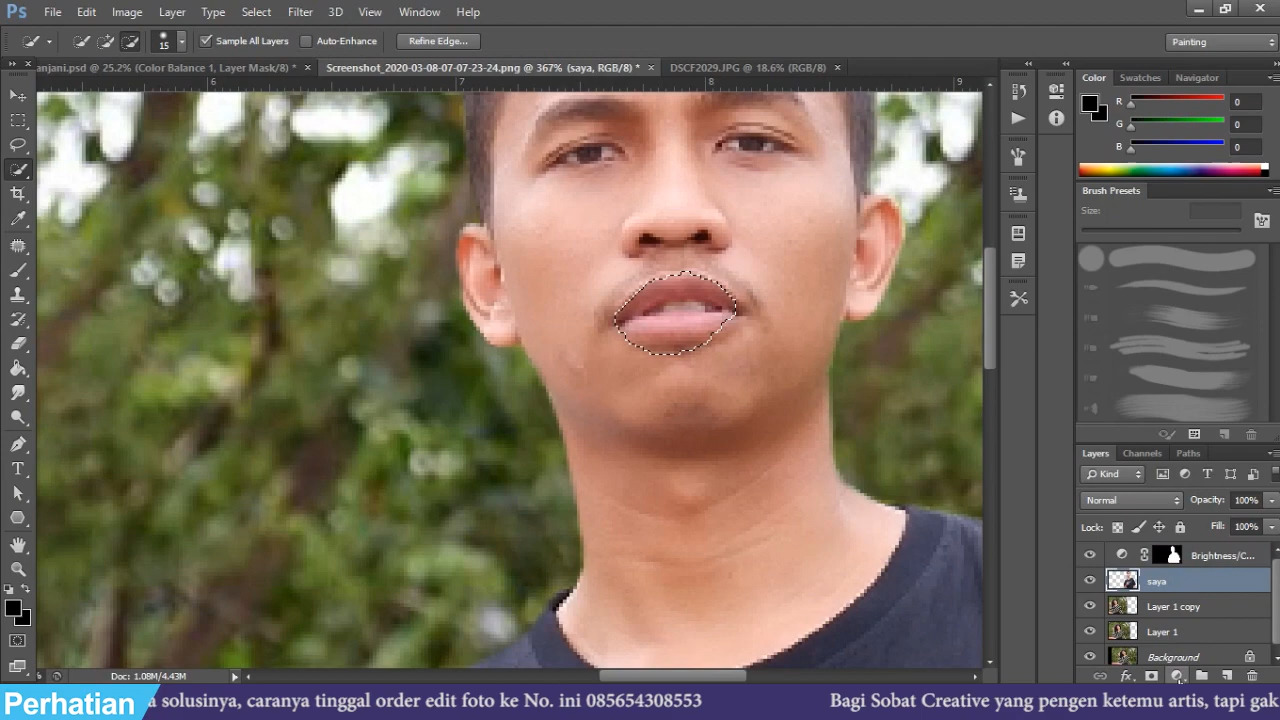 Ps File Edit Image Layer Type Select Filter 3D View Window Help
15 Sample All Layers Auto-Enhance Refine Edge... Painting
anjani.psd @ 25.2% (Color Balance 1, Layer Mask/8) * Screenshot_2020-03-08-07-07-23-24.png @ 367% (saya, RGB/8) * DSCF2029.JPG @ 18.6% (RGB/8)
6 7 8 9
Color Swatches Navigator
R 0
G 0
B 0
Brush Presets
Size:
Layers Channels Paths
Kind
Normal Opacity: 100%
Lock: Fill: 100%
Brightness/C...
saya
Layer 1 copy
Layer 1
Background
Doc: 1.08M/4.43M
Perhatian a solusinya, caranya tinggal order edit foto ke No. ini 085654308553 Bagi Sobat Creative yang pengen ketemu artis, tapi gak